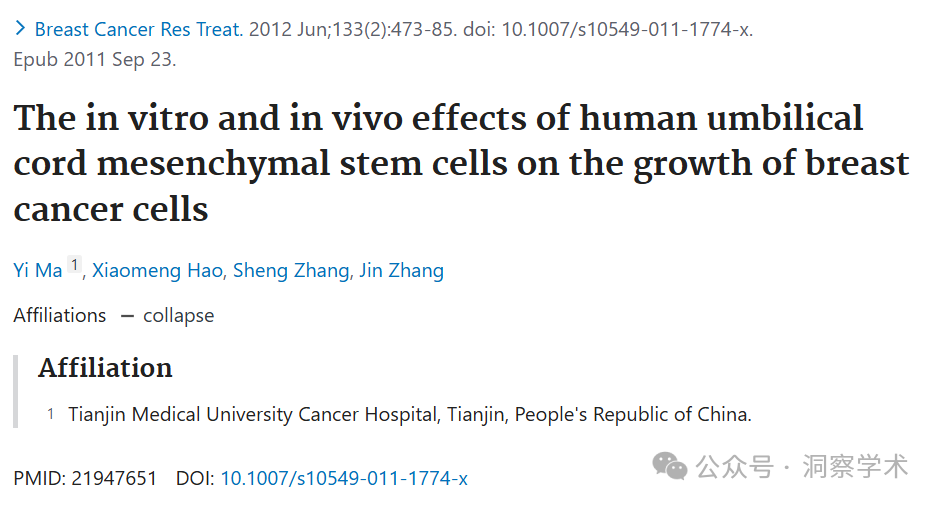 Breast Cancer Res Treat. 2012 Jun;133(2):473-85. doi: 10.1007/s10549-011-1774-x.
Epub 2011 Sep 23.
The in vitro and in vivo effects of human umbilical
cord mesenchymal stem cells on the growth of breast
cancer cells
Yi Ma 1, Xiaomeng Hao, Sheng Zhang, Jin Zhang
Affiliations — collapse
Affiliation
1 Tianjin Medical University Cancer Hospital, Tianjin, People's Republic of China.
公众号 · 洞察学术
PMID: 21947651 DOI: 10.1007/s10549-011-1774-x